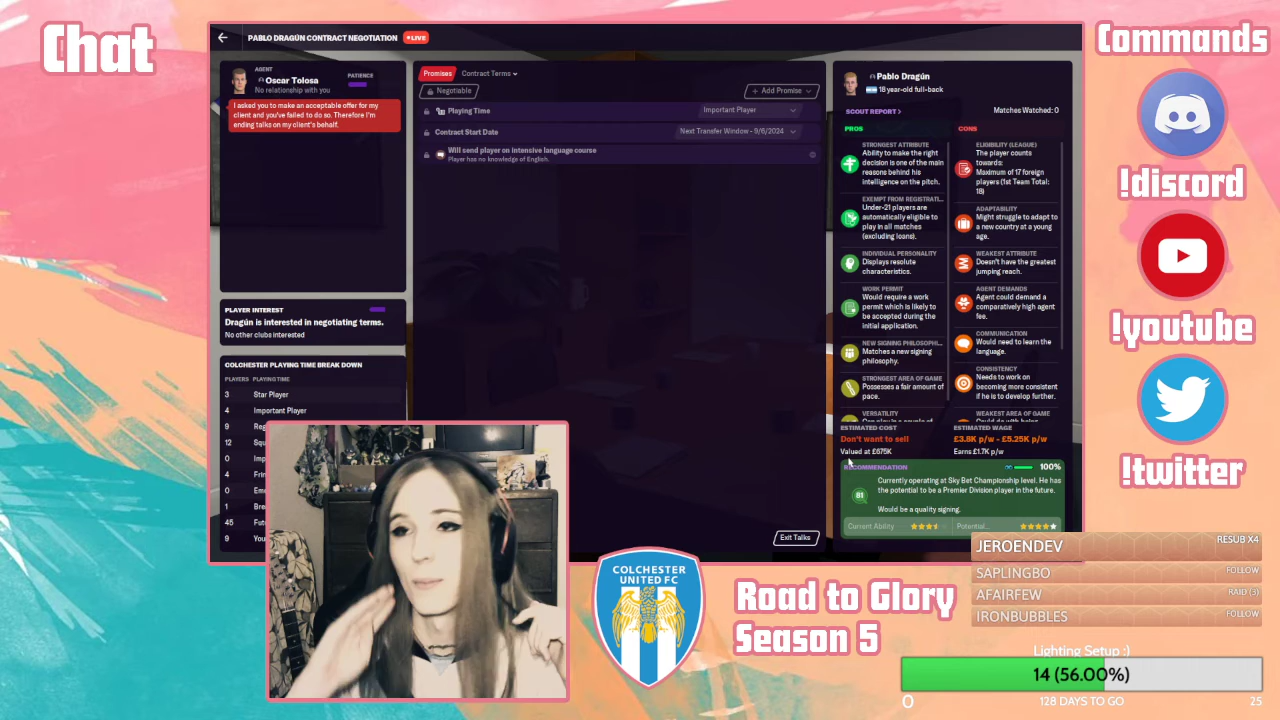 Chat
PABLO DRAGÚN CONTRACT NEGOTIATION
LIVE
AGENT
Oscar Tolosa
No relationship with you
PATIENCE
I asked you to make an acceptable offer for my
client and you've failed to do so. Therefore I'm
ending talks on my client's behalf.
PLAYER INTEREST
Dragún is interested in negotiating terms.
No other clubs interested
COLCHESTER PLAYING TIME BREAK DOWN
PLAYERS PLAYING TIME
3 Star Player
4 Important Player
9 Reg
12 Squ
0 Imp
4 Frin
0 Eme
1 Bre
45 Futu
9 You
Promises
Contract Terms
Negotiable
+ Add Promise
Playing Time
Important Player
Contract Start Date
Next Transfer Window - 9/6/2024
Will send player on intensive language course
Player has no knowledge of English.
Exit Talks
Pablo Dragún
18 year-old full-back
SCOUT REPORT >
Matches Watched: 0
PROS
STRONGEST ATTRIBUTE
Ability to make the right
decision is one of the main
reasons behind his
intelligence on the pitch.
EXEMPT FROM REGISTRATI...
Under-21 players are
automatically eligible to
play in all matches
(excluding loans).
INDIVIDUAL PERSONALITY
Displays resolute
characteristics.
WORK PERMIT
Would require a work
permit which is likely to
be accepted during the
initial application.
NEW SIGNING PHILOSOPHI...
Matches a new signing
philosophy.
STRONGEST AREA OF GAME
Possesses a fair amount of
pace.
VERSATILITY
CONS
ELIGIBILITY (LEAGUE)
The player counts
towards:
Maximum of 17 foreign
players (1st Team Total:
18)
ADAPTABILITY
Might struggle to adapt to
a new country at a young
age.
WEAKEST ATTRIBUTE
Doesn't have the greatest
jumping reach.
AGENT DEMANDS
Agent could demand a
comparatively high agent
fee.
COMMUNICATION
Would need to learn the
language.
CONSISTENCY
Needs to work on
becoming more consistent
if he is to develop further.
WEAKEST AREA OF GAME
ESTIMATED COST
Don't want to sell
Valued at £675K
ESTIMATED WAGE
£3.8K p/w - £5.25K p/w
Earns £1.7K p/w
RECOMMENDATION
100%
81
Currently operating at Sky Bet Championship level. He has
the potential to be a Premier Division player in the future.
Would be a quality signing.
Current Ability
Potential...
Commands
!discord
!youtube
!twitter
COLCHESTER
UNITED FC
Road to Glory
Season 5
JEROENDEV RESUB X4
SAPLINGBO FOLLOW
AFAIRFEW RAID (3)
IRONBUBBLES FOLLOW
Lighting Setup :)
14 (56.00%)
0 128 DAYS TO GO 25